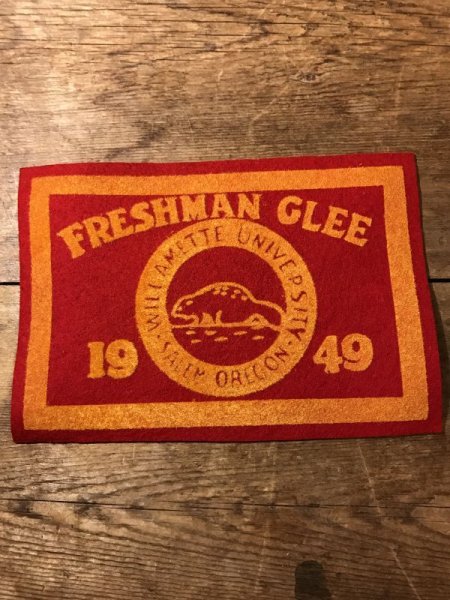 FRESHMAN GLEE
WILLAMETTE UNIVERSITY
· SALEM OREGON ·
19 49